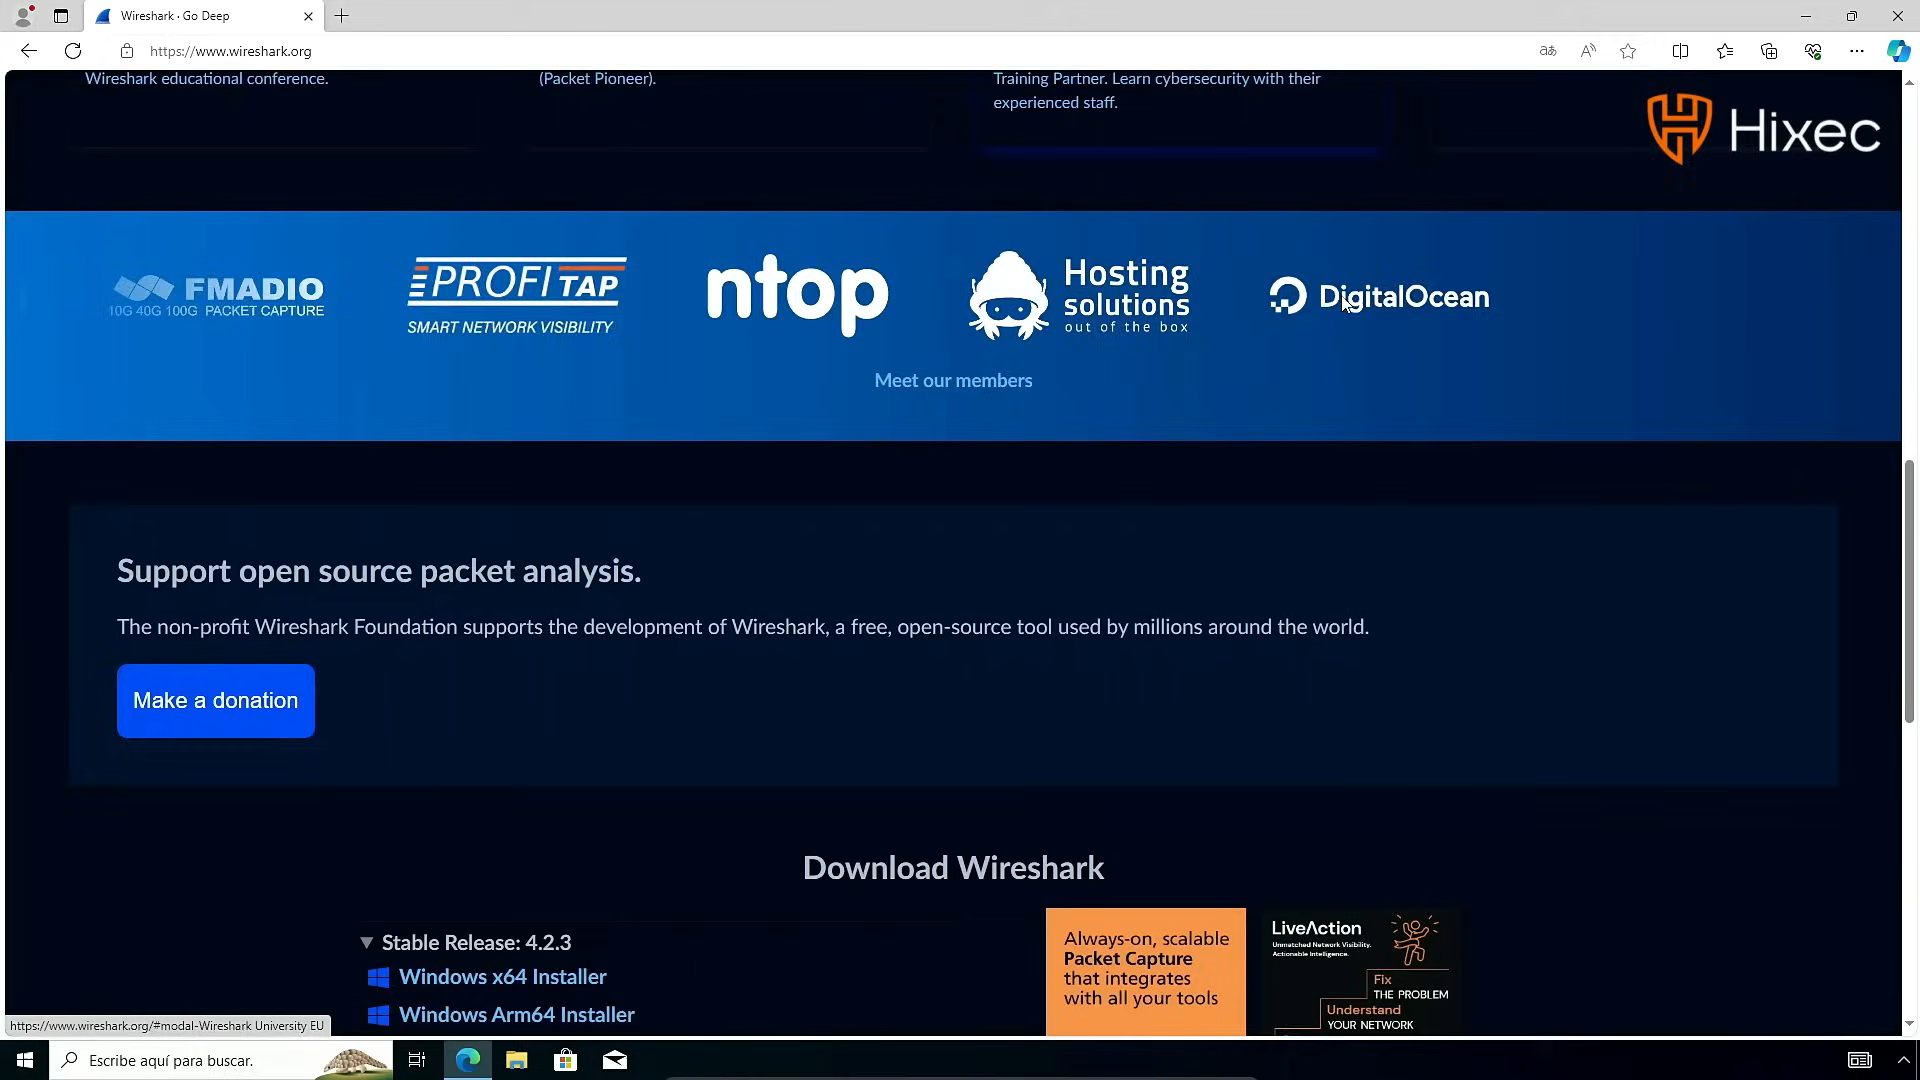 Wireshark · Go Deep
https://www.wireshark.org
Wireshark educational conference.
(Packet Pioneer).
Training Partner. Learn cybersecurity with their
experienced staff.
Hixec
FMADIO
10G 40G 100G PACKET CAPTURE
PROFITAP
SMART NETWORK VISIBILITY
ntop
Hosting
solutions
out of the box
DigitalOcean
Meet our members
Support open source packet analysis.
The non-profit Wireshark Foundation supports the development of Wireshark, a free, open-source tool used by millions around the world.
Make a donation
Download Wireshark
Stable Release: 4.2.3
Windows x64 Installer
Windows Arm64 Installer
Always-on, scalable
Packet Capture
that integrates
with all your tools
LiveAction
Unmatched Network Visibility.
Actionable Intelligence.
Fix
THE PROBLEM
Understand
YOUR NETWORK
https://www.wireshark.org/#modal-Wireshark University EU
Escribe aquí para buscar.